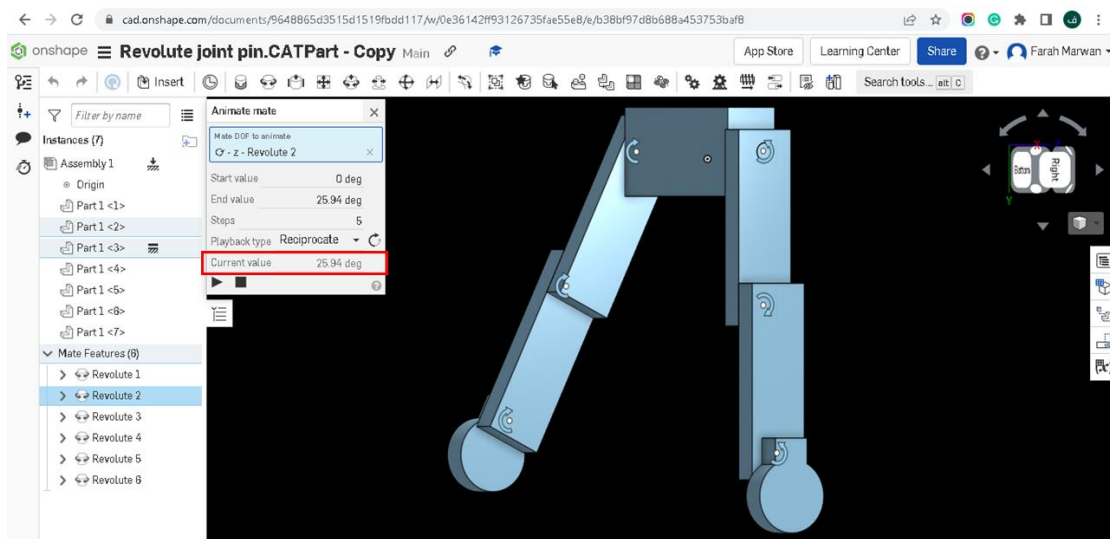 cad.onshape.com/documents/9648865d3515d1519fbdd117/w/0e36142ff93126735fae55e8/e/b38bf97d8b688a453753baf8
onshape Revolute joint pin.CATPart - Copy Main App Store Learning Center Share Farah Marwan
Insert Search tools... alt C
Filter by name
Instances (7)
Assembly 1
Origin
Part 1 <1>
Part 1 <2>
Part 1 <3>
Part 1 <4>
Part 1 <5>
Part 1 <6>
Part 1 <7>
Mate Features (6)
Revolute 1
Revolute 2
Revolute 3
Revolute 4
Revolute 5
Revolute 6
Animate mate
Mate DOF to animate
- z - Revolute 2
Start value 0 deg
End value 25.94 deg
Steps 5
Playback type Reciprocate
Current value 25.94 deg
X
Bottom Right
Y